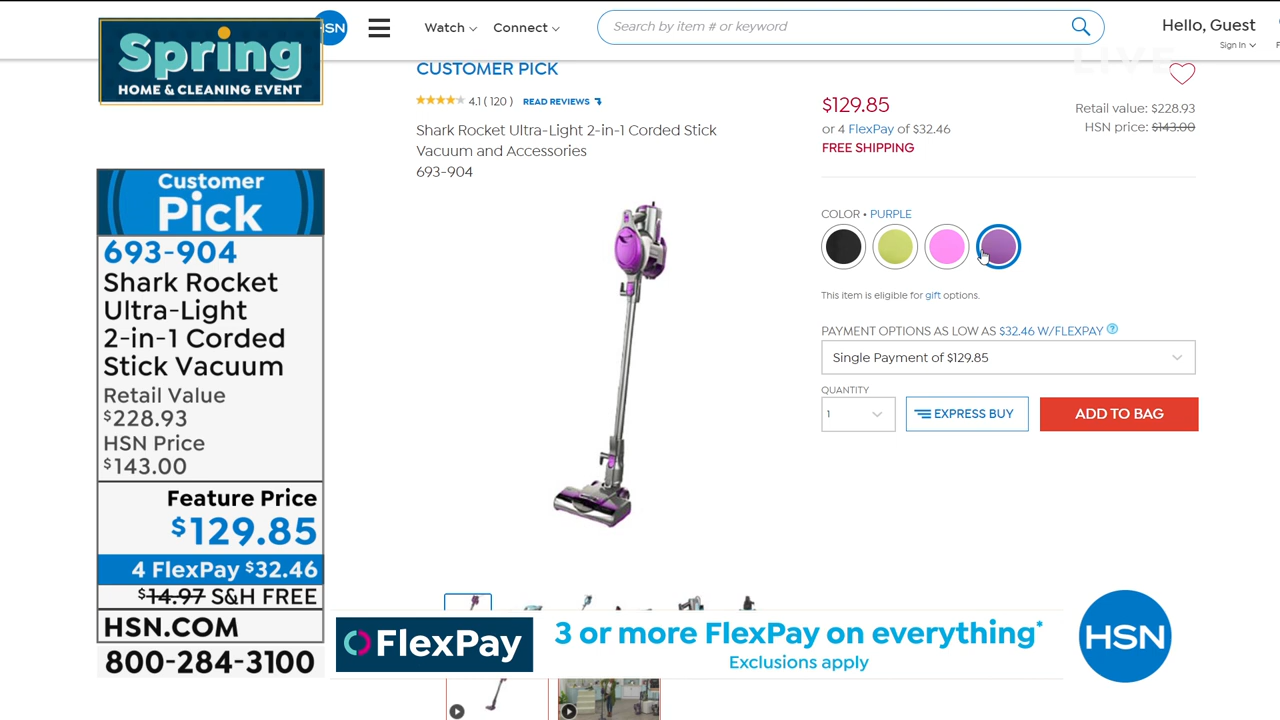 Spring
HOME & CLEANING EVENT
HSN
Watch
Connect
Search by item # or keyword
Hello, Guest
Sign In
LIVE
CUSTOMER PICK
4.1 ( 120 ) READ REVIEWS
Shark Rocket Ultra-Light 2-in-1 Corded Stick
Vacuum and Accessories
693-904
$129.85
or 4 FlexPay of $32.46
FREE SHIPPING
Retail value: $228.93
HSN price: $143.00
COLOR • PURPLE
This item is eligible for gift options.
PAYMENT OPTIONS AS LOW AS $32.46 W/FLEXPAY ?
Single Payment of $129.85
QUANTITY
1
EXPRESS BUY
ADD TO BAG
Customer
Pick
693-904
Shark Rocket
Ultra-Light
2-in-1 Corded
Stick Vacuum
Retail Value
$228.93
HSN Price
$143.00
Feature Price
$129.85
4 FlexPay $32.46
$14.97 S&H FREE
HSN.COM
800-284-3100
FlexPay
3 or more FlexPay on everything*
Exclusions apply
HSN